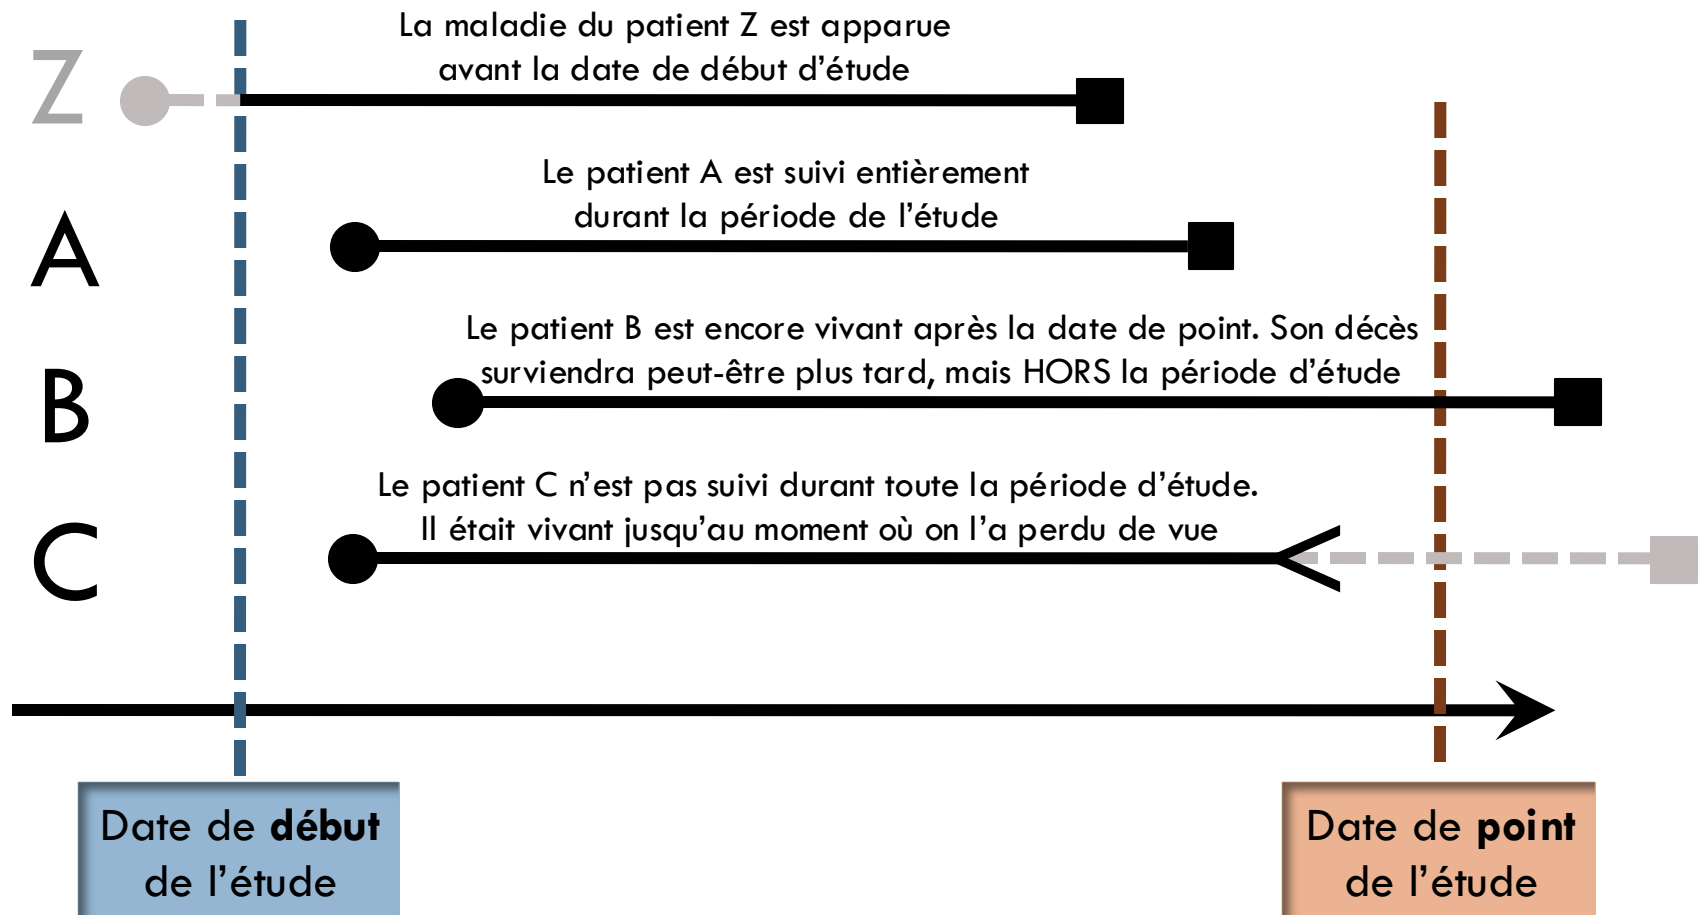 Z
La maladie du patient Z est apparue
avant la date de début d'étude
A
Le patient A est suivi entièrement
durant la période de l'étude
B
Le patient B est encore vivant après la date de point. Son décès
surviendra peut-être plus tard, mais HORS la période d'étude
C
Le patient C n'est pas suivi durant toute la période d'étude.
Il était vivant jusqu'au moment où on l'a perdu de vue
Date de début
de l'étude
Date de point
de l'étude